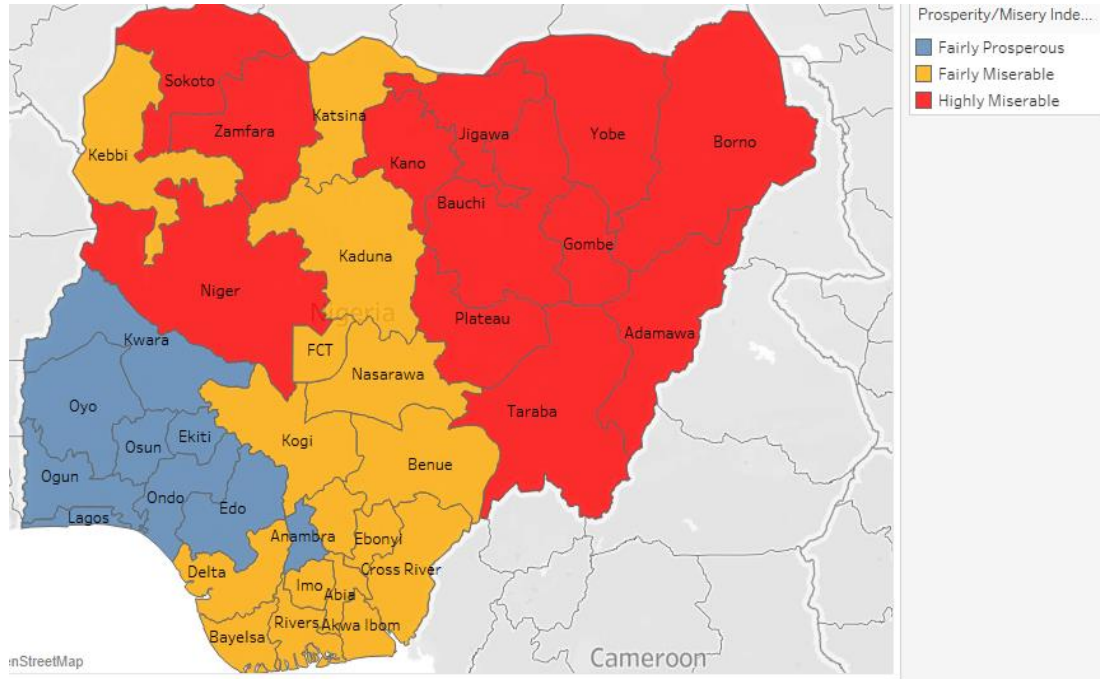 Prosperity/Misery Inde...
Fairly Prosperous
Fairly Miserable
Highly Miserable
Sokoto
Katsina
Zamfara
Kebbi
Kano
Jigawa
Yobe
Borno
Bauchi
Gombe
Kaduna
Niger
Nigeria
Plateau
Adamawa
Kwara
FCT
Nasarawa
Oyo
Taraba
Osun
Ekiti
Kogi
Benue
Ogun
Ondo
Edo
Lagos
Anambra
Ebonyi
Delta
Cross River
Imo
Abia
Bayelsa
Rivers
Akwa Ibom
enStreetMap
Cameroon